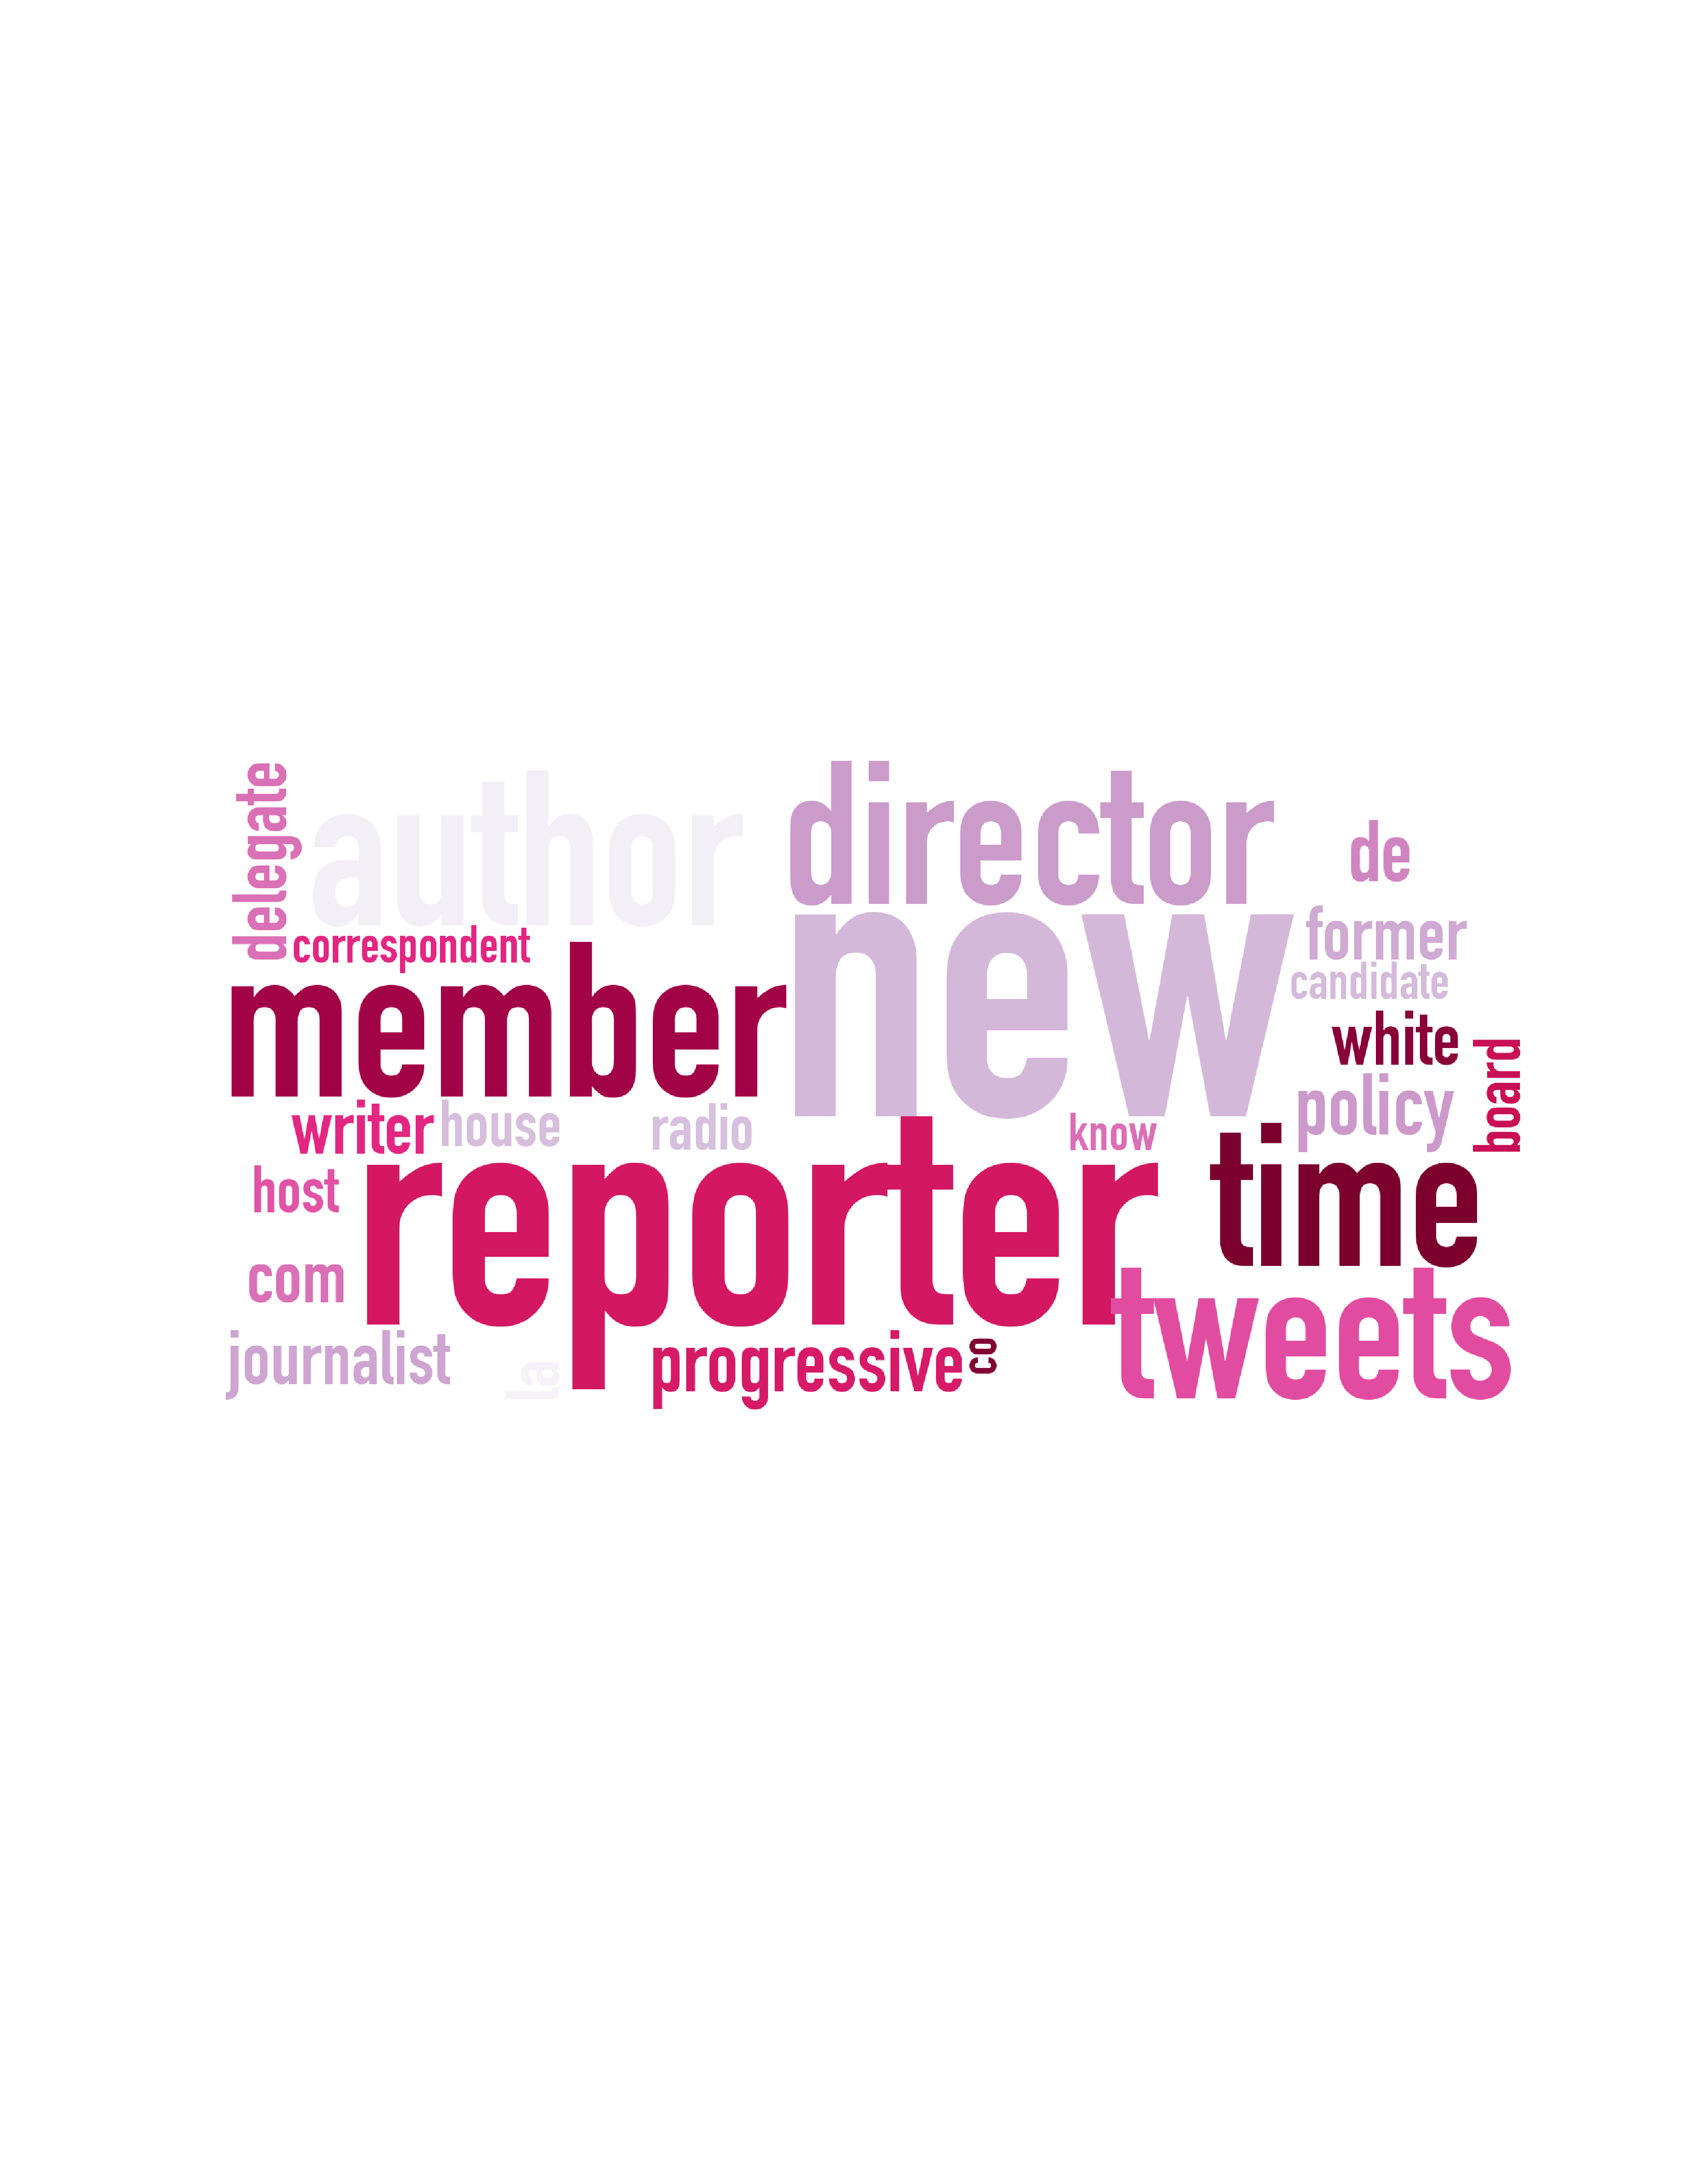 delegate
author
director
de
correspondent
former
candidate
member
new
white
board
policy
writer
house
radio
know
time
host
reporter
com
tweets
journalist
la
progressive
co